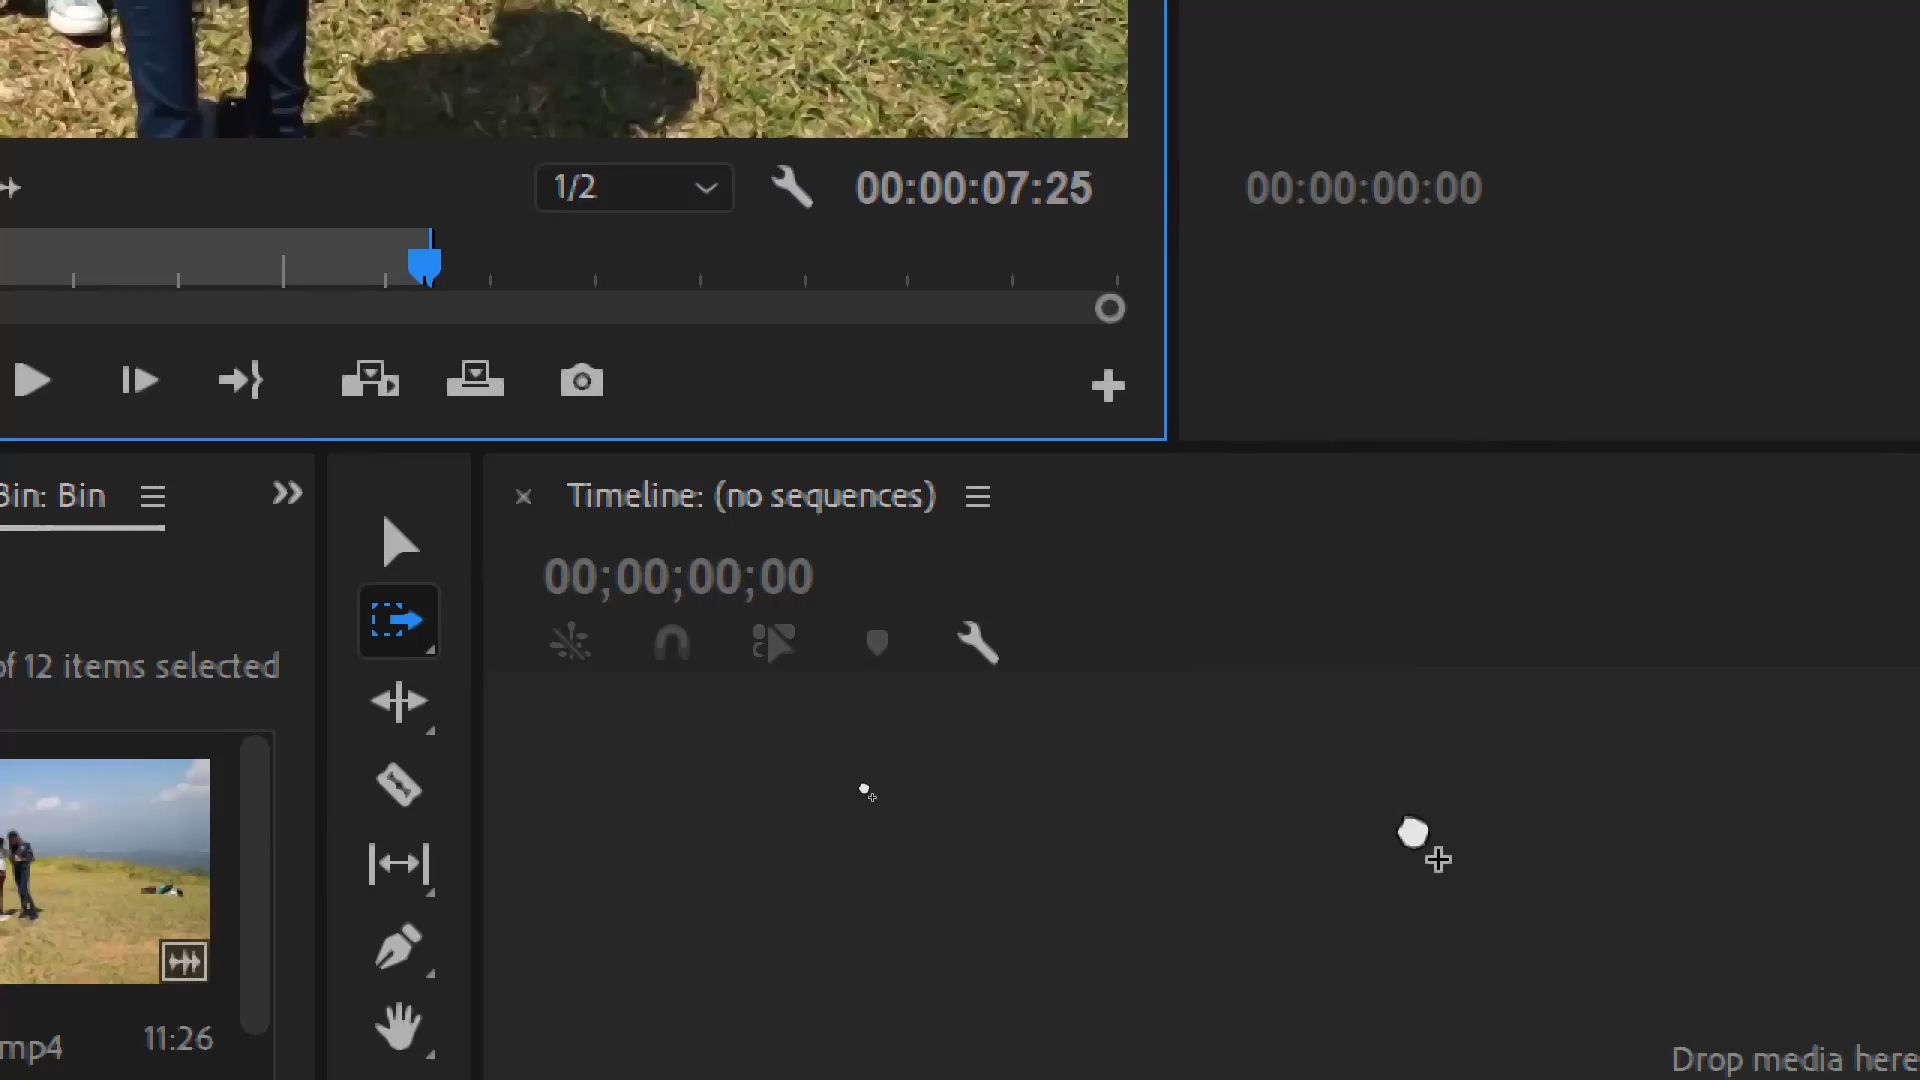 1/2
00:00:07:25
00:00:00:00
Bin: Bin
Timeline: (no sequences)
00;00;00;00
of 12 items selected
mp4
11:26
Drop media here